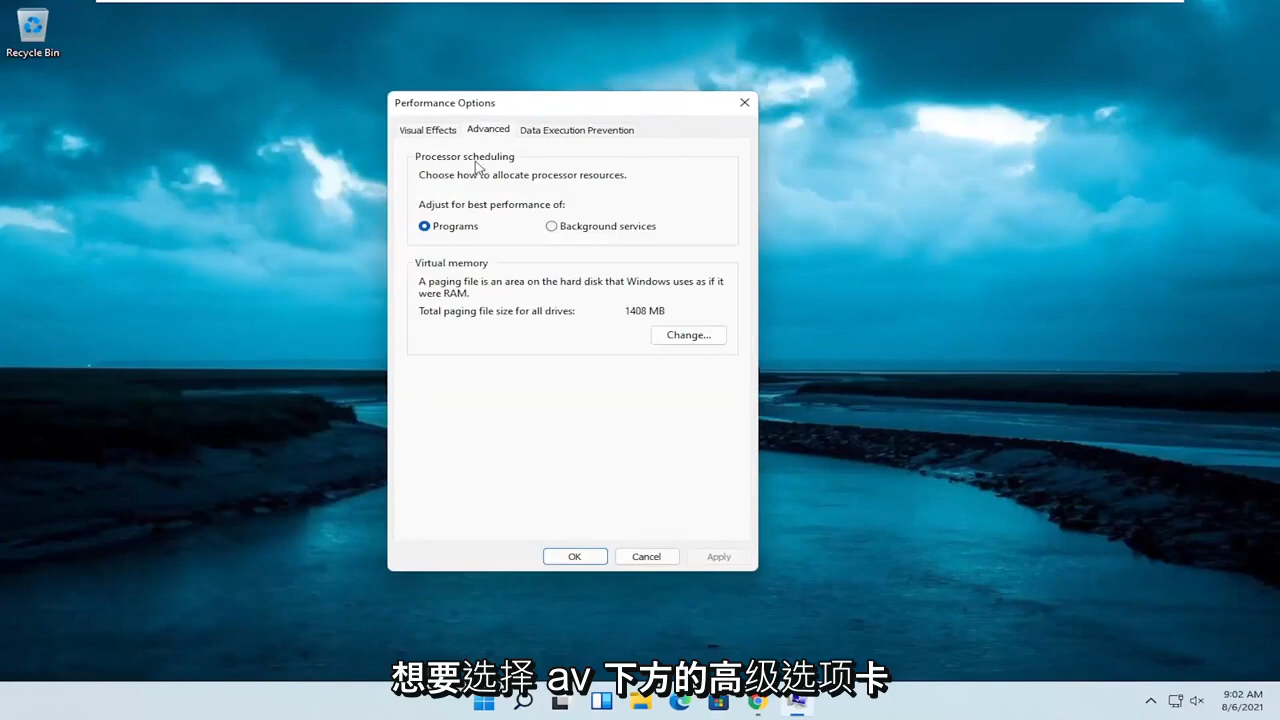 Recycle Bin
Performance Options
Visual Effects Advanced Data Execution Prevention
Processor scheduling
Choose how to allocate processor resources.
Adjust for best performance of:
Programs Background services
Virtual memory
A paging file is an area on the hard disk that Windows uses as if it
were RAM.
Total paging file size for all drives: 1408 MB
Change...
OK Cancel Apply
想要选择 av 下方的高级选项卡
9:02 AM
8/6/2021